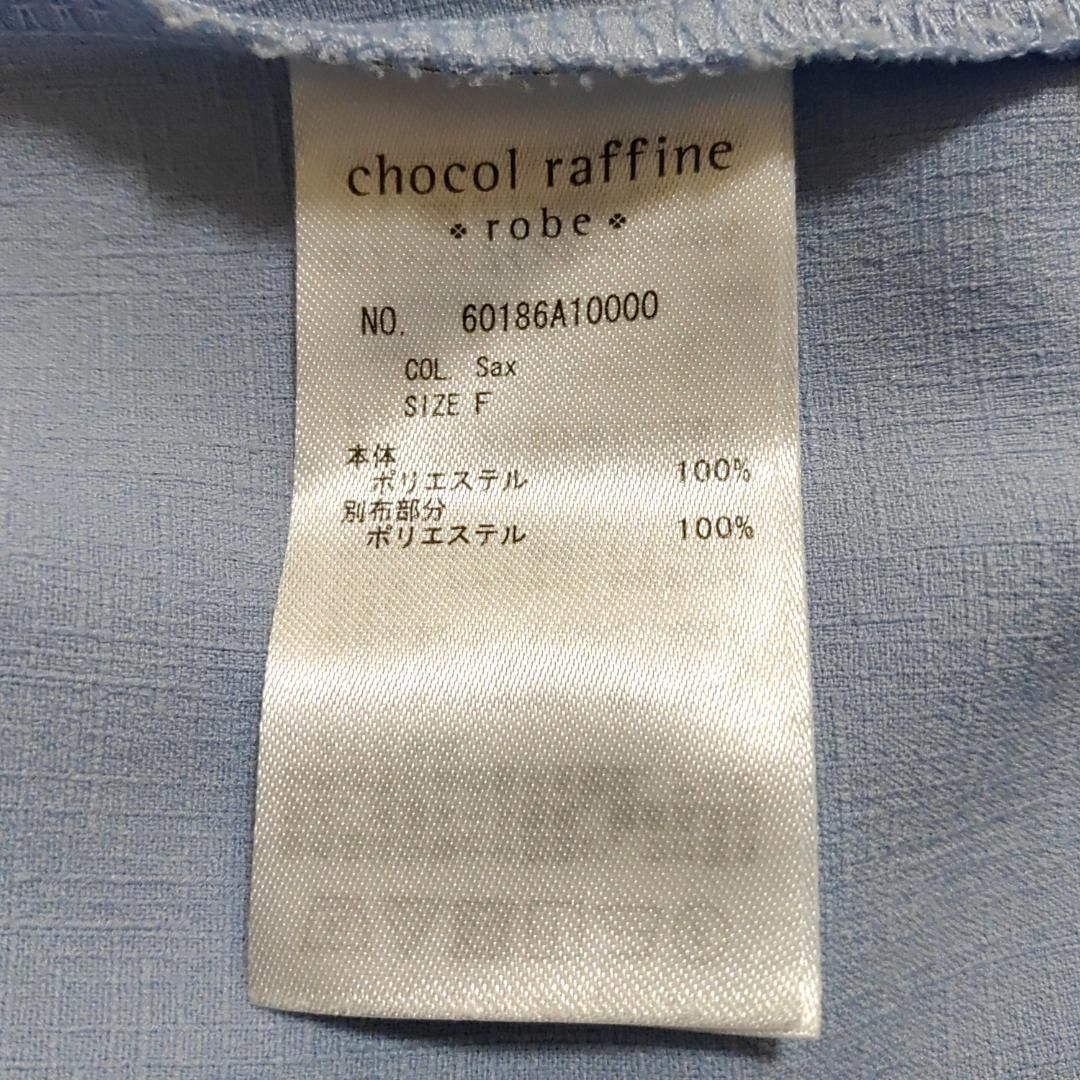 chocol raffine
robe
NO. 60186A10000
COL Sax
SIZE F
本体
ポリエステル 100%
別布部分
ポリエステル 100%